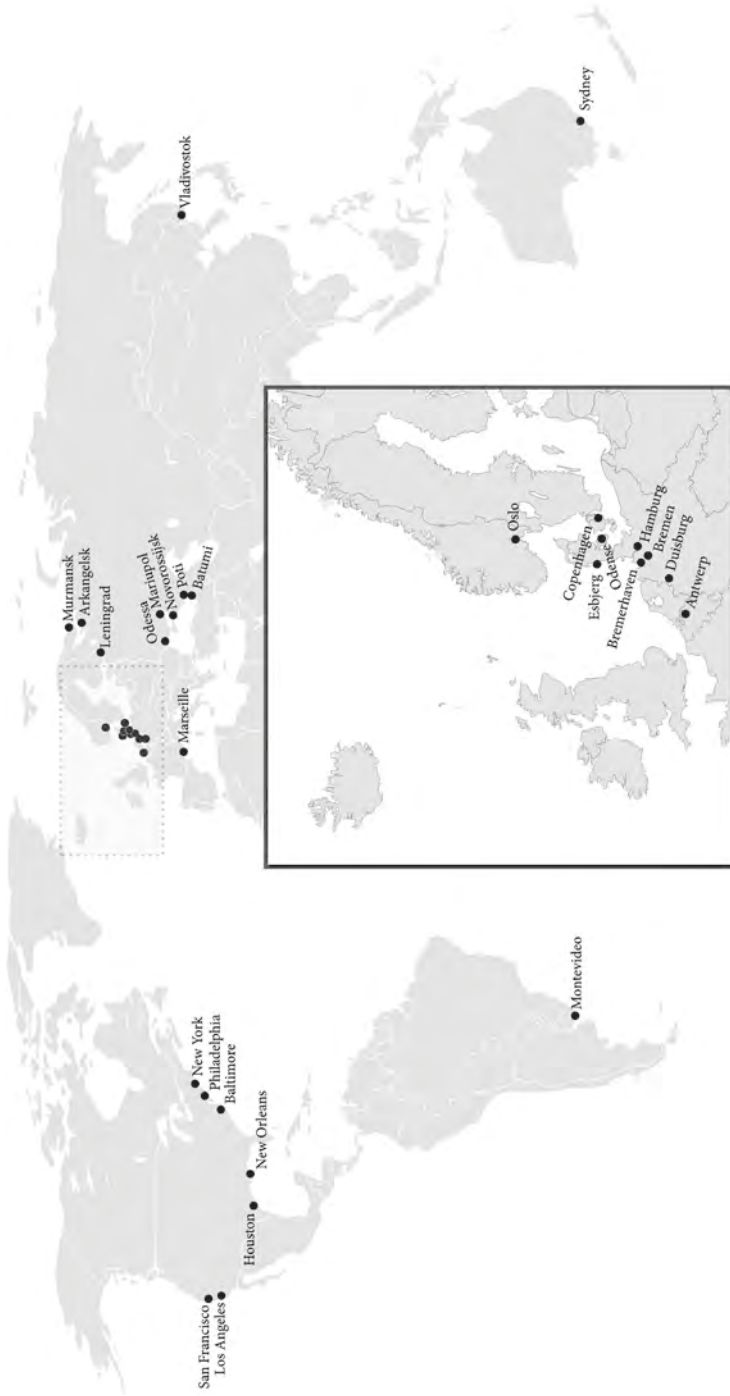 San Francisco
Los Angeles
Houston
New Orleans
New York
Philadelphia
Baltimore
Montevideo
Murmansk
Arkangelsk
Leningrad
Odessa
Mariupol
Novorossijsk
Poti
Batumi
Marseille
Vladivostok
Sydney
Oslo
Copenhagen
Esbjerg
Odense
Bremerhaven
Hamburg
Bremen
Duisburg
Antwerp